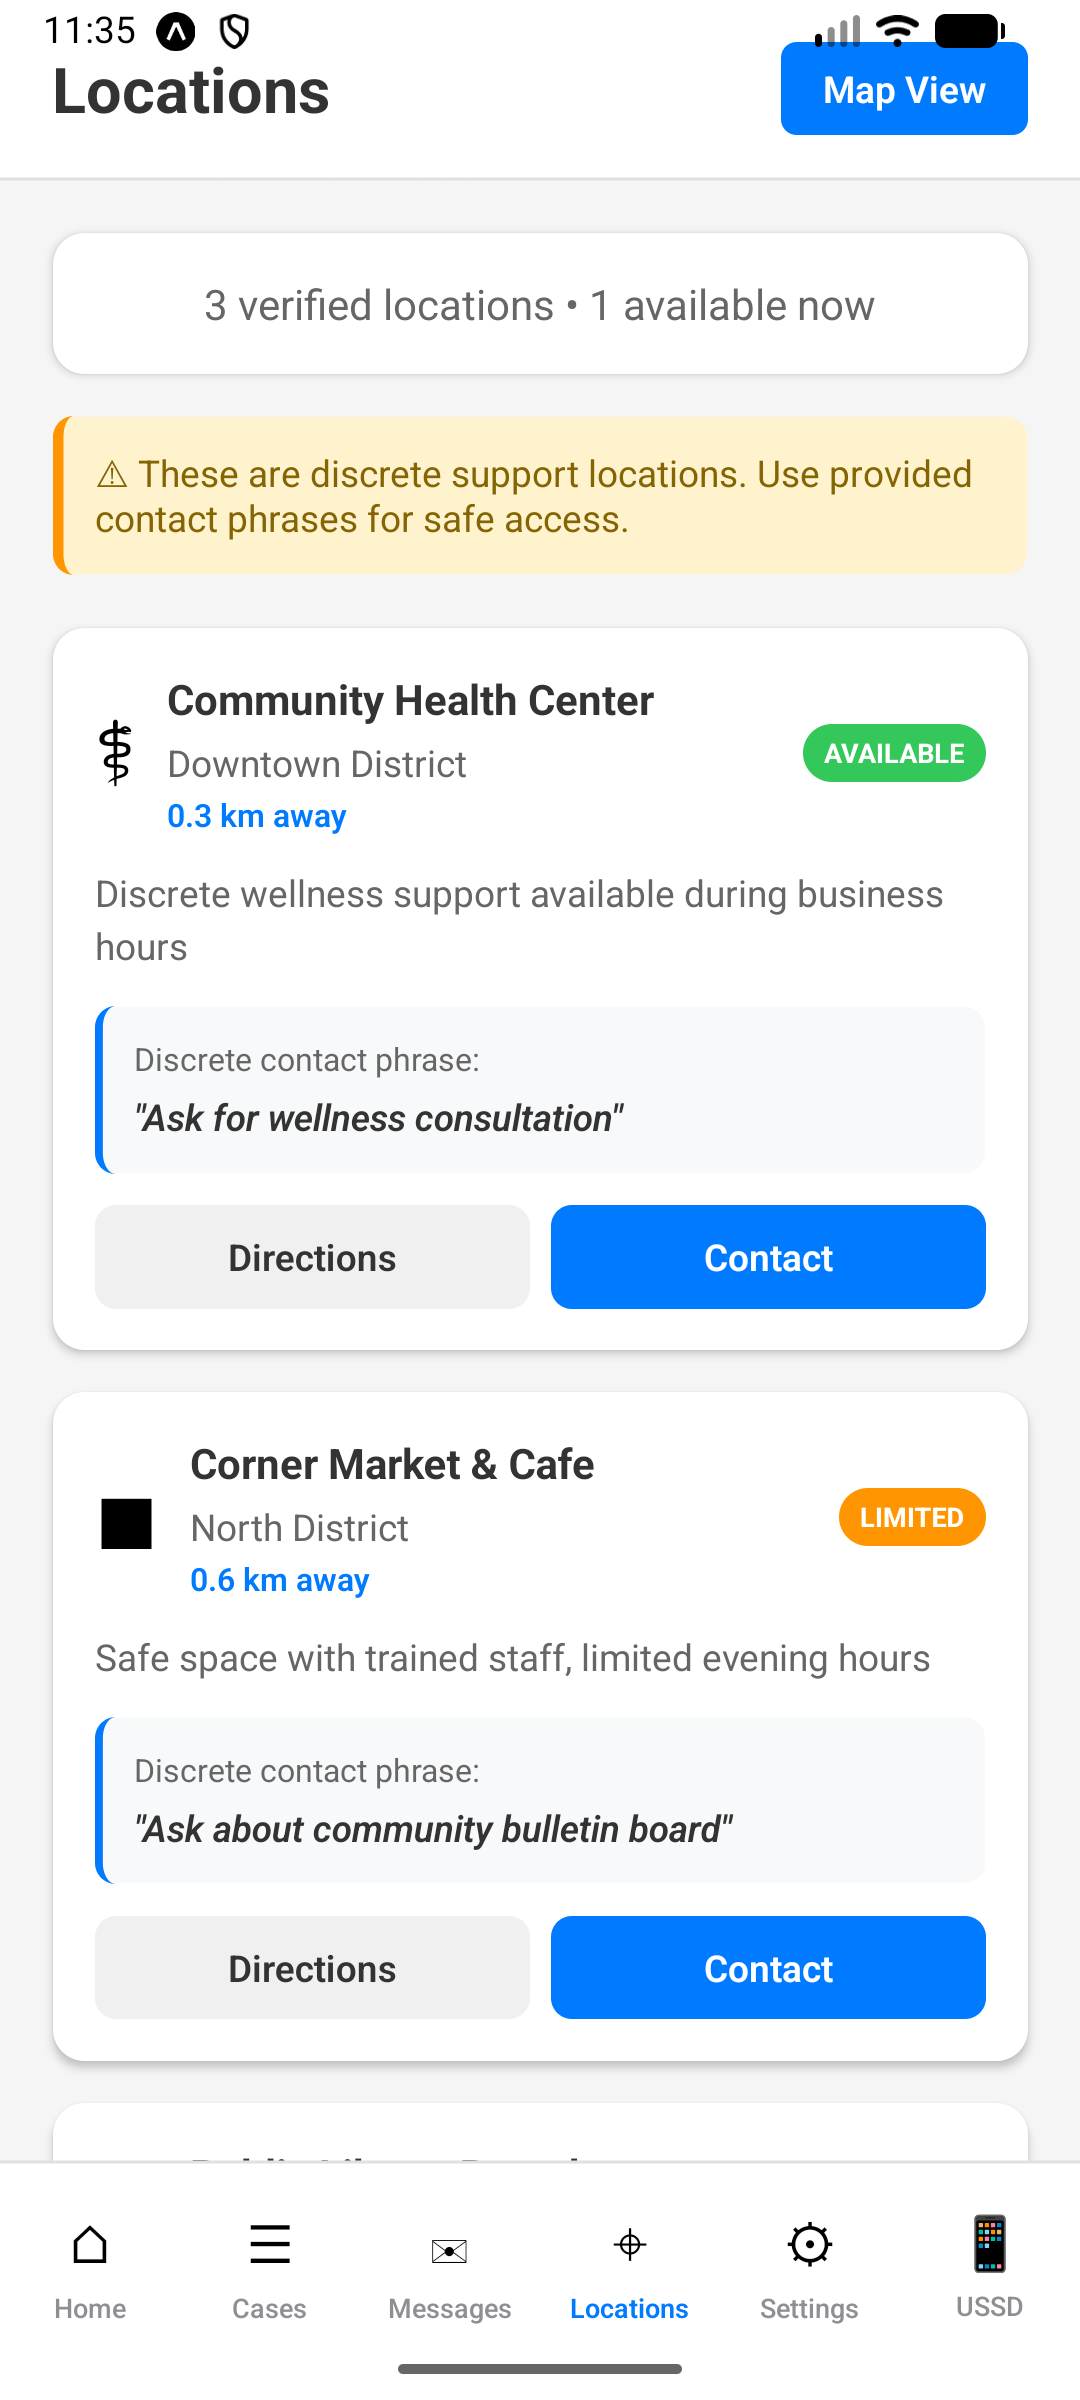 11:35
Locations
Map View
3 verified locations • 1 available now
⚠ These are discrete support locations. Use provided
contact phrases for safe access.
Community Health Center
Downtown District
0.3 km away
AVAILABLE
Discrete wellness support available during business
hours
Discrete contact phrase:
"Ask for wellness consultation"
Directions
Contact
Corner Market & Cafe
North District
0.6 km away
LIMITED
Safe space with trained staff, limited evening hours
Discrete contact phrase:
"Ask about community bulletin board"
Directions
Contact
Home
Cases
Messages
Locations
Settings
USSD